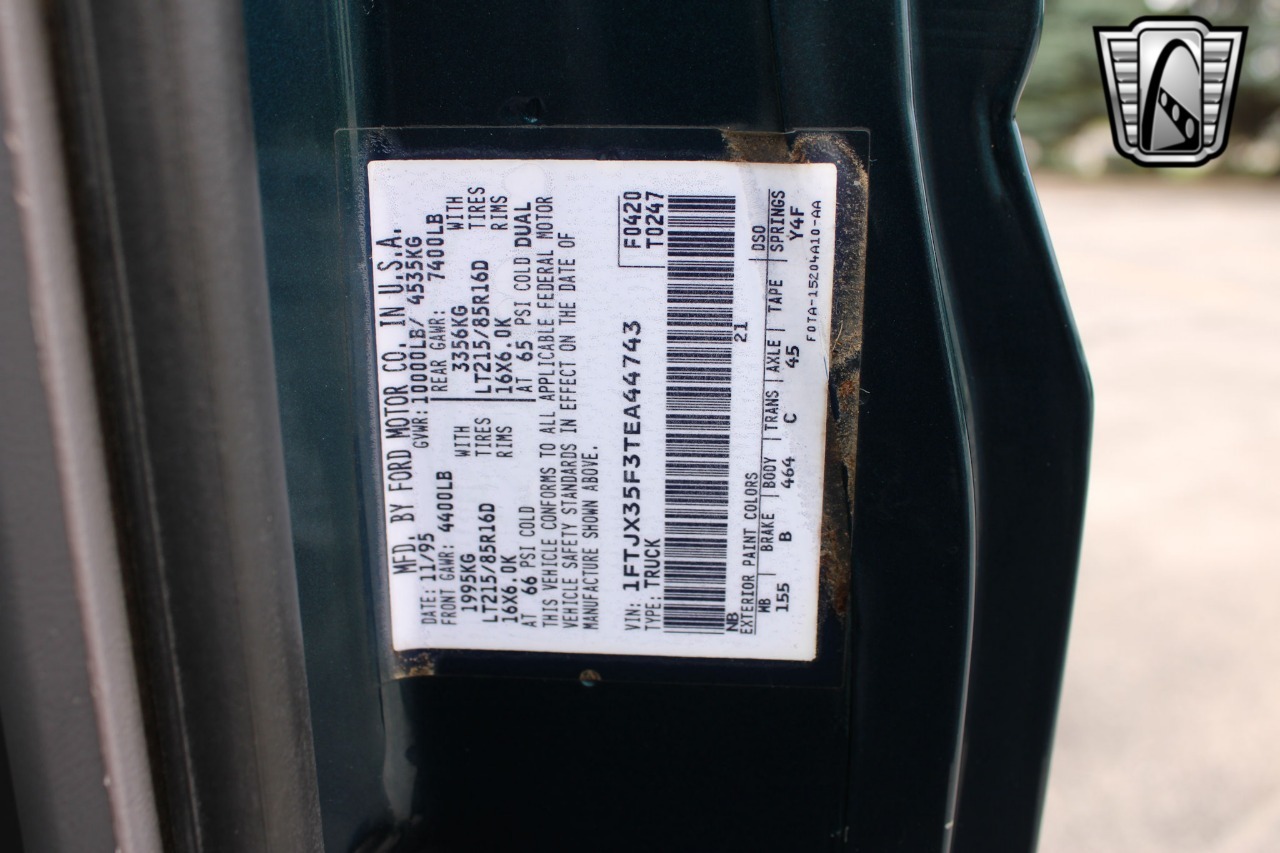 MFD. BY FORD MOTOR CO. IN U.S.A.
DATE: 11/95 GVWR: 10000LB/ 4535KG
FRONT GAWR: 4400LB REAR GAWR: 7400LB
1995KG WITH 3356KG WITH
LT215/85R16D TIRES LT215/85R16D TIRES
16X6.0K RIMS 16X6.0K RIMS
AT 66 PSI COLD AT 65 PSI COLD DUAL
THIS VEHICLE CONFORMS TO ALL APPLICABLE FEDERAL MOTOR
VEHICLE SAFETY STANDARDS IN EFFECT ON THE DATE OF
MANUFACTURE SHOWN ABOVE.
VIN: 1FTJX35F3TEA44743 F0420
TYPE: TRUCK T0247
NB 21
EXTERIOR PAINT COLORS DSO
WB BRAKE BODY TRANS AXLE TAPE SPRINGS
155 B 464 C 45 Y4F
F0TA-15204A10-AA